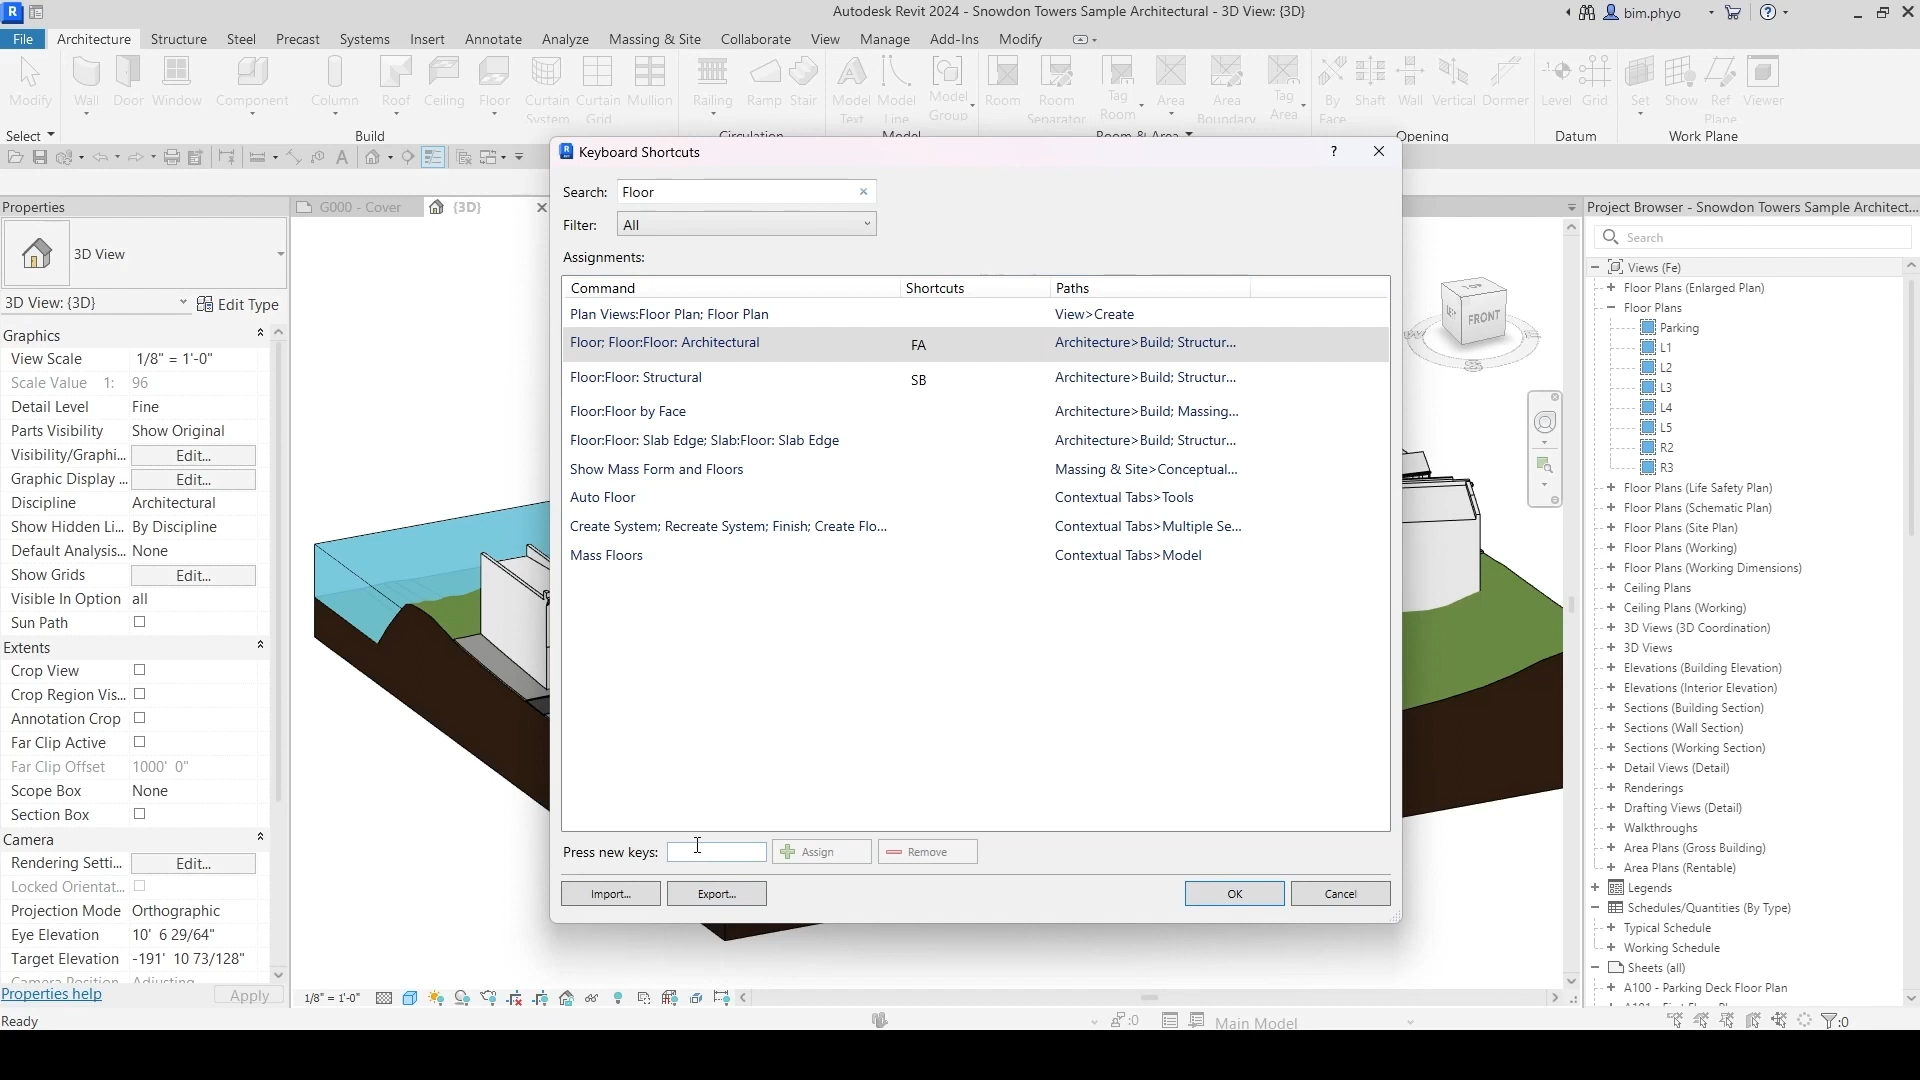 Autodesk Revit 2024 - Snowdon Towers Sample Architectural - 3D View: {3D}
bim.phyo
File Architecture Structure Steel Precast Systems Insert Annotate Analyze Massing & Site Collaborate View Manage Add-Ins Modify
Modify Wall Door Window Component Column Roof Ceiling Floor Curtain System Curtain Grid Mullion Railing Ramp Stair Model Text Model Line Model Group Room Room Separator Tag Room Area Area Boundary Tag Area By Face Shaft Wall Vertical Dormer Level Grid Set Show Ref Plane Viewer
Select Build Circulation Model Room & Area Opening Datum Work Plane
Properties
3D View
3D View: {3D} Edit Type
Graphics
View Scale 1/8" = 1'-0"
Scale Value 1: 96
Detail Level Fine
Parts Visibility Show Original
Visibility/Graphi... Edit...
Graphic Display ... Edit...
Discipline Architectural
Show Hidden Li... By Discipline
Default Analysis... None
Show Grids Edit...
Visible In Option all
Sun Path
Extents
Crop View
Crop Region Vis...
Annotation Crop
Far Clip Active
Far Clip Offset 1000' 0"
Scope Box None
Section Box
Camera
Rendering Setti... Edit...
Locked Orientat...
Projection Mode Orthographic
Eye Elevation 10' 6 29/64"
Target Elevation -191' 10 73/128"
Camera Position Adjusting
Properties help Apply
Ready
G000 - Cover {3D}
Keyboard Shortcuts
Search: Floor
Filter: All
Assignments:
Command Shortcuts Paths
Plan Views:Floor Plan; Floor Plan View>Create
Floor; Floor:Floor: Architectural FA Architecture>Build; Structur...
Floor:Floor: Structural SB Architecture>Build; Structur...
Floor:Floor by Face Architecture>Build; Massing...
Floor:Floor: Slab Edge; Slab:Floor: Slab Edge Architecture>Build; Structur...
Show Mass Form and Floors Massing & Site>Conceptual...
Auto Floor Contextual Tabs>Tools
Create System; Recreate System; Finish; Create Flo... Contextual Tabs>Multiple Se...
Mass Floors Contextual Tabs>Model
Press new keys: Assign Remove
Import... Export... OK Cancel
TOP
FRONT
1/8" = 1'-0"
:0 Main Model :0
Project Browser - Snowdon Towers Sample Architect...
Search
Views (Fe)
Floor Plans (Enlarged Plan)
Floor Plans
Parking
L1
L2
L3
L4
L5
R2
R3
Floor Plans (Life Safety Plan)
Floor Plans (Schematic Plan)
Floor Plans (Site Plan)
Floor Plans (Working)
Floor Plans (Working Dimensions)
Ceiling Plans
Ceiling Plans (Working)
3D Views (3D Coordination)
3D Views
Elevations (Building Elevation)
Elevations (Interior Elevation)
Sections (Building Section)
Sections (Wall Section)
Sections (Working Section)
Detail Views (Detail)
Renderings
Drafting Views (Detail)
Walkthroughs
Area Plans (Gross Building)
Area Plans (Rentable)
Legends
Schedules/Quantities (By Type)
Typical Schedule
Working Schedule
Sheets (all)
A100 - Parking Deck Floor Plan